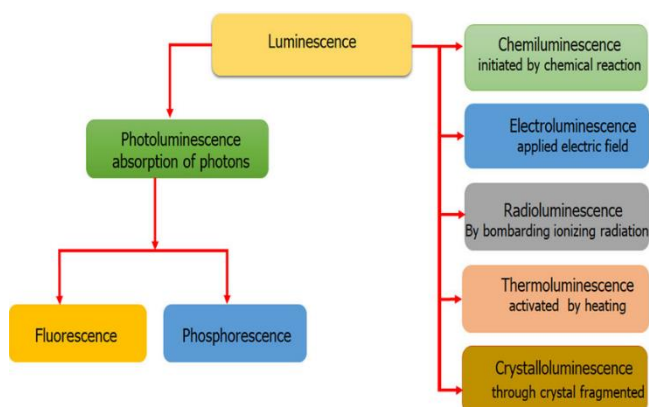 Luminescence
Chemiluminescence
initiated by chemical reaction
Electroluminescence
applied electric field
Photoluminescence
absorption of photons
Radioluminescence
By bombarding ionizing radiation
Thermoluminescence
activated by heating
Fluorescence
Phosphorescence
Crystalloluminescence
through crystal fragmented